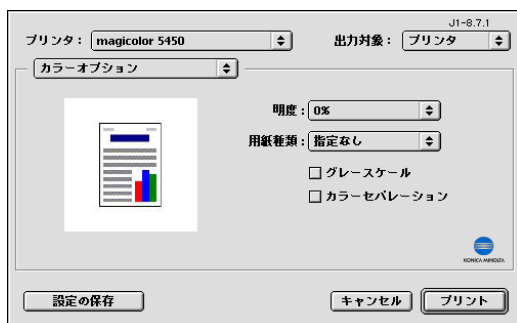 J1-8.7.1
プリンタ： magicolor 5450 出力対象： プリンタ
カラーオプション
明度： 0%
用紙種類： 指定なし
グレースケール
カラーセパレーション
KONICA MINOLTA
設定の保存 キャンセル プリント